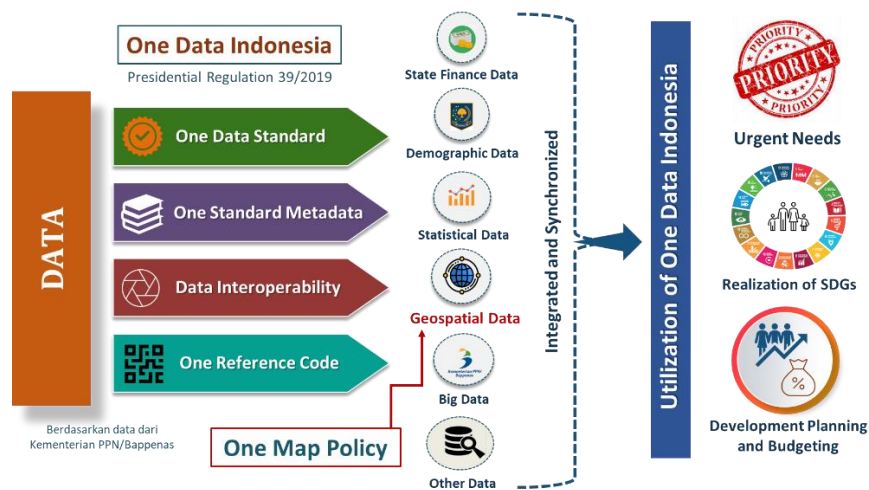 One Data Indonesia
Presidential Regulation 39/2019
DATA
One Data Standard
One Standard Metadata
Data Interoperability
One Reference Code
Berdasarkan data dari
Kementerian PPN/Bappenas
One Map Policy
State Finance Data
Demographic Data
Statistical Data
Geospatial Data
Kementerian PPN/
Bappenas
Big Data
Other Data
Integrated and Synchronized
Utilization of One Data Indonesia
PRIORITY
PRIORITY
PRIORITY
Urgent Needs
Realization of SDGs
%
Development Planning
and Budgeting